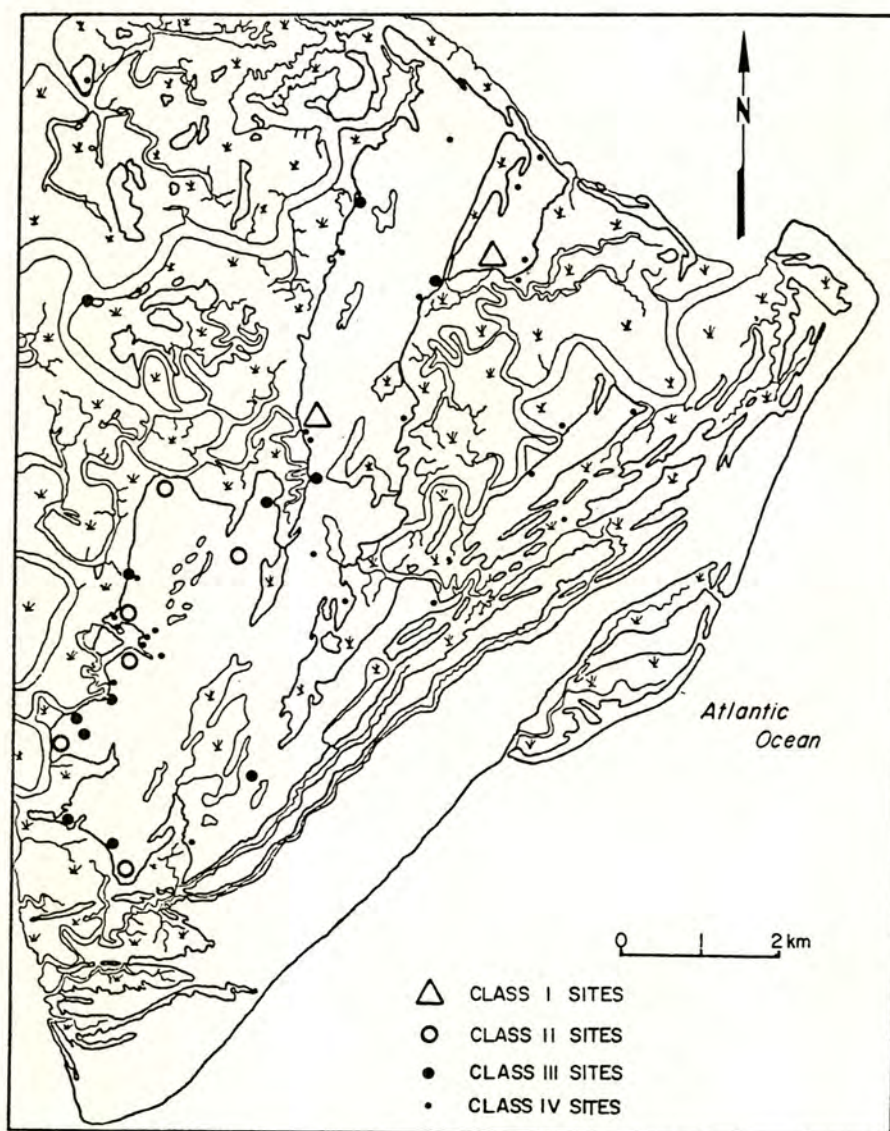 N
Atlantic
Ocean
0 1 2 km
CLASS I SITES
CLASS II SITES
CLASS III SITES
CLASS IV SITES